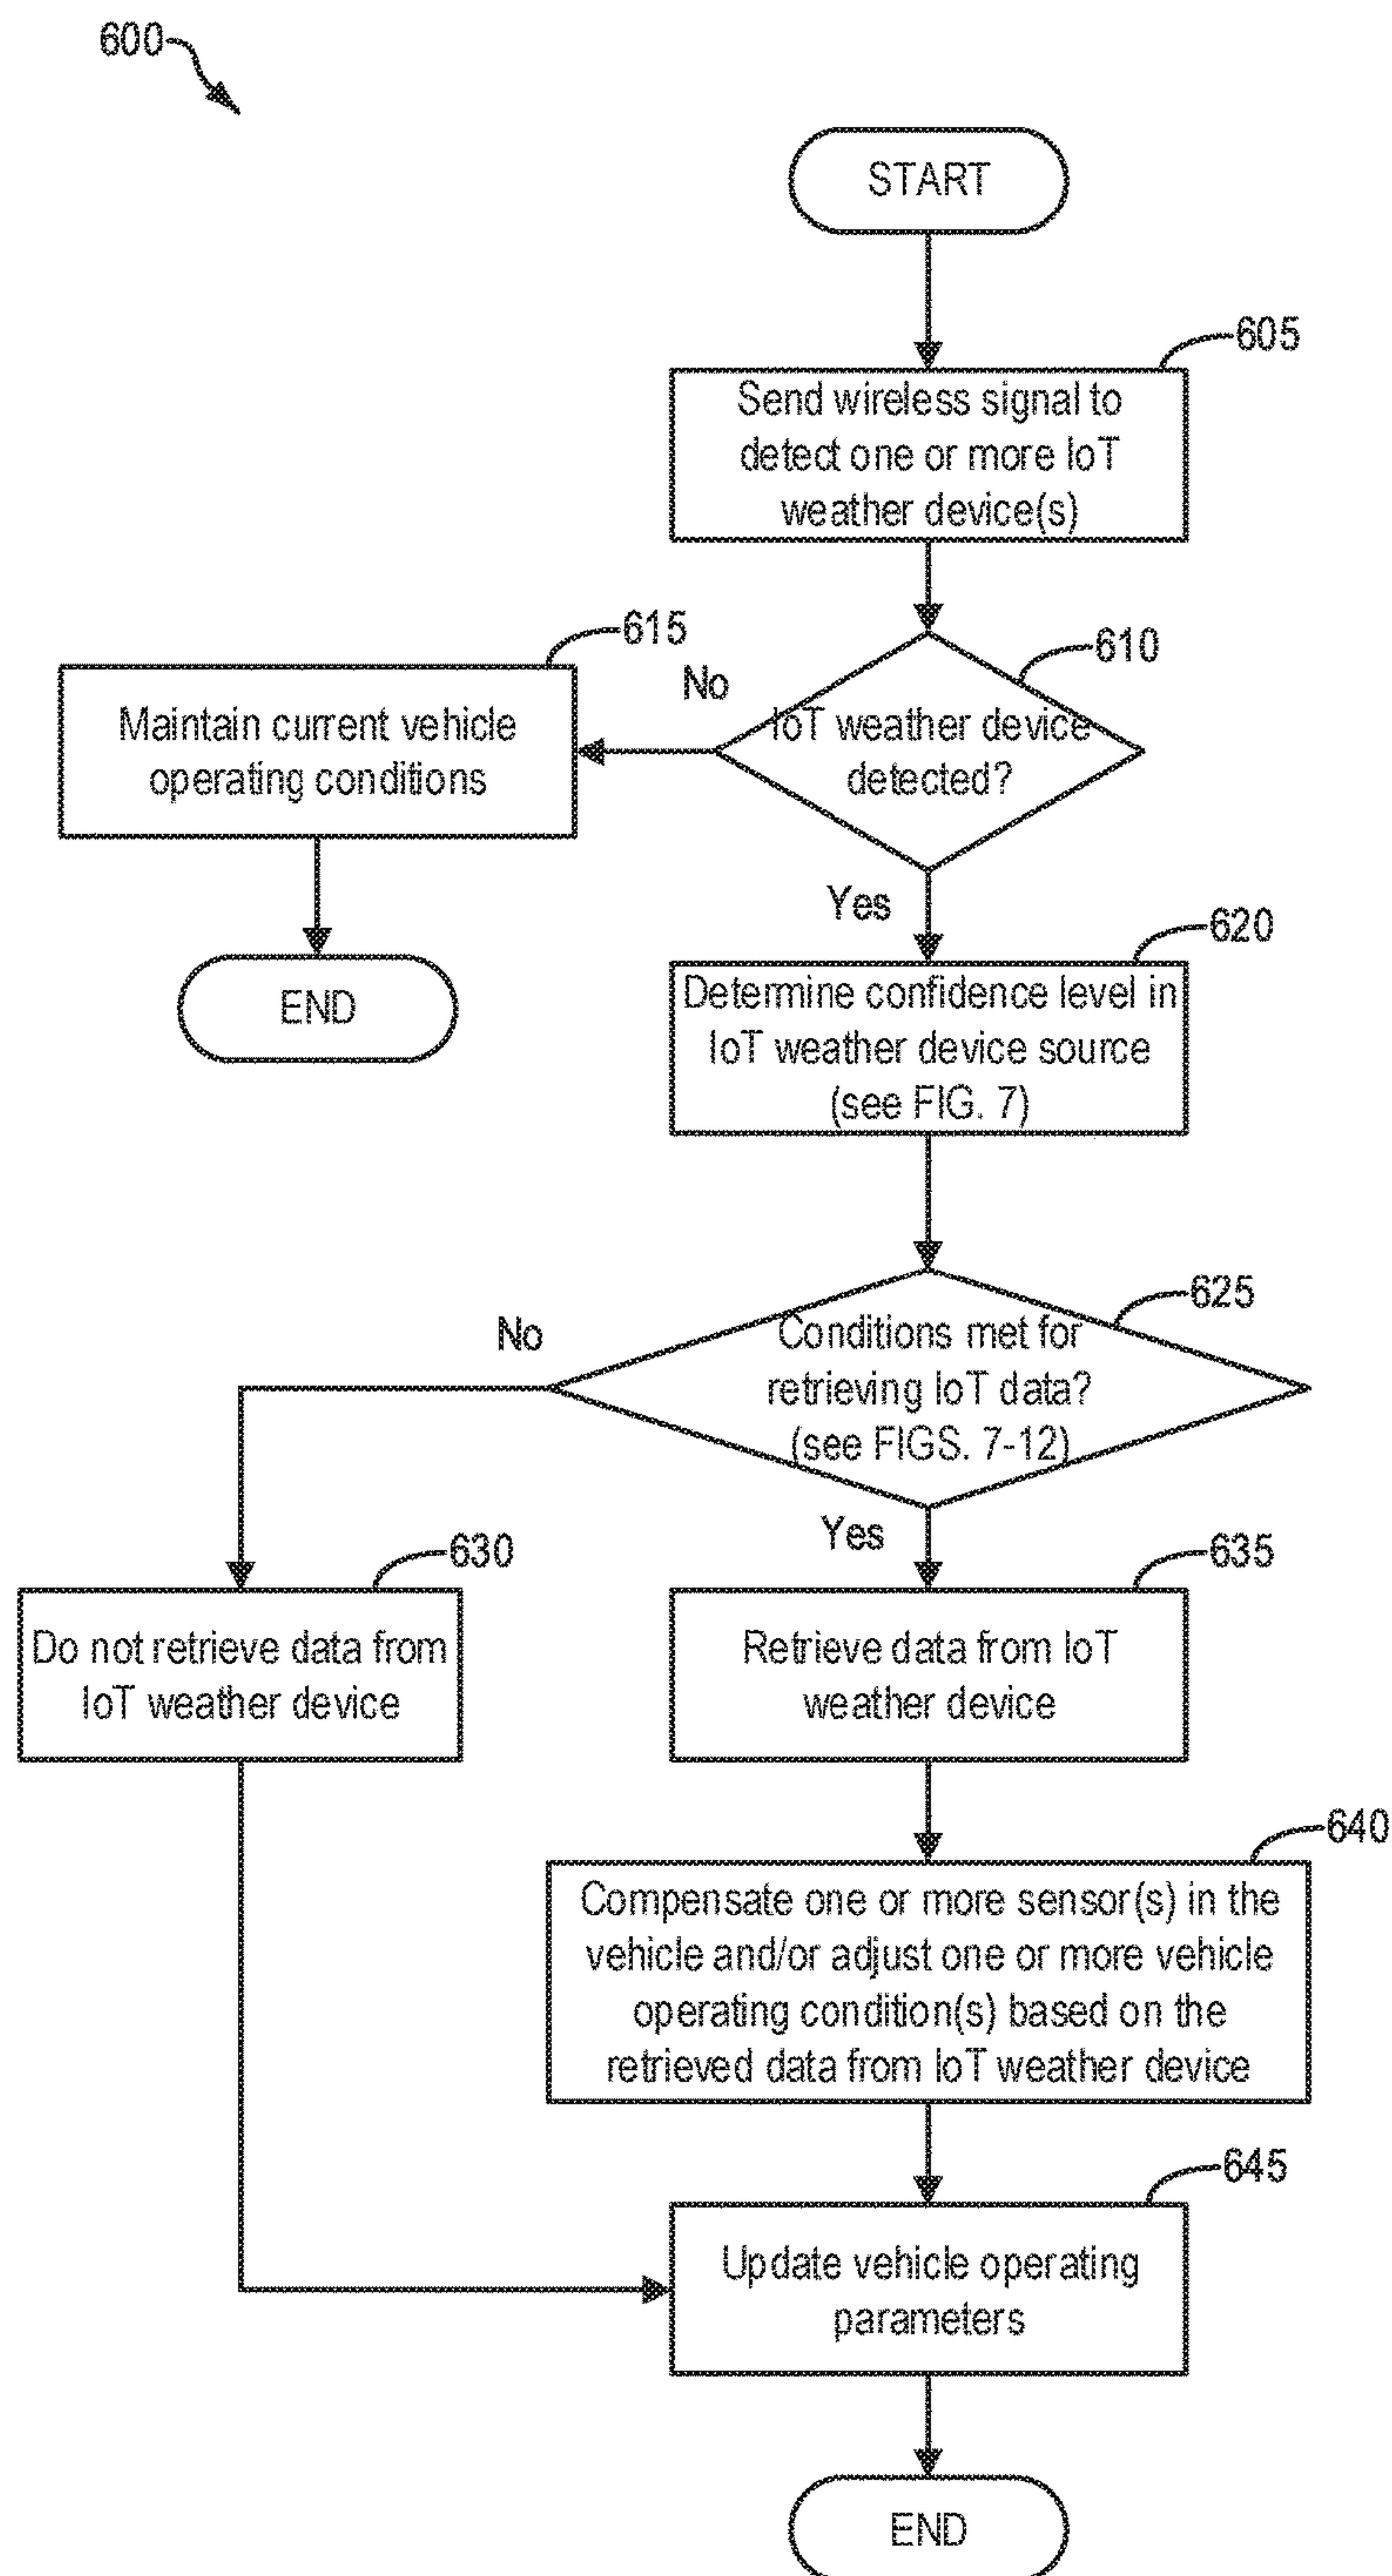 600
START
605
Send wireless signal to
detect one or more IoT
weather device(s)
615
610
No
Maintain current vehicle
operating conditions
IoT weather device
detected?
Yes
END
620
Determine confidence level in
IoT weather device source
(see FIG. 7)
625
No
Conditions met for
retrieving IoT data?
(see FIGS. 7-12)
Yes
630
635
Do not retrieve data from
IoT weather device
Retrieve data from IoT
weather device
640
Compensate one or more sensor(s) in the
vehicle and/or adjust one or more vehicle
operating condition(s) based on the
retrieved data from IoT weather device
645
Update vehicle operating
parameters
END